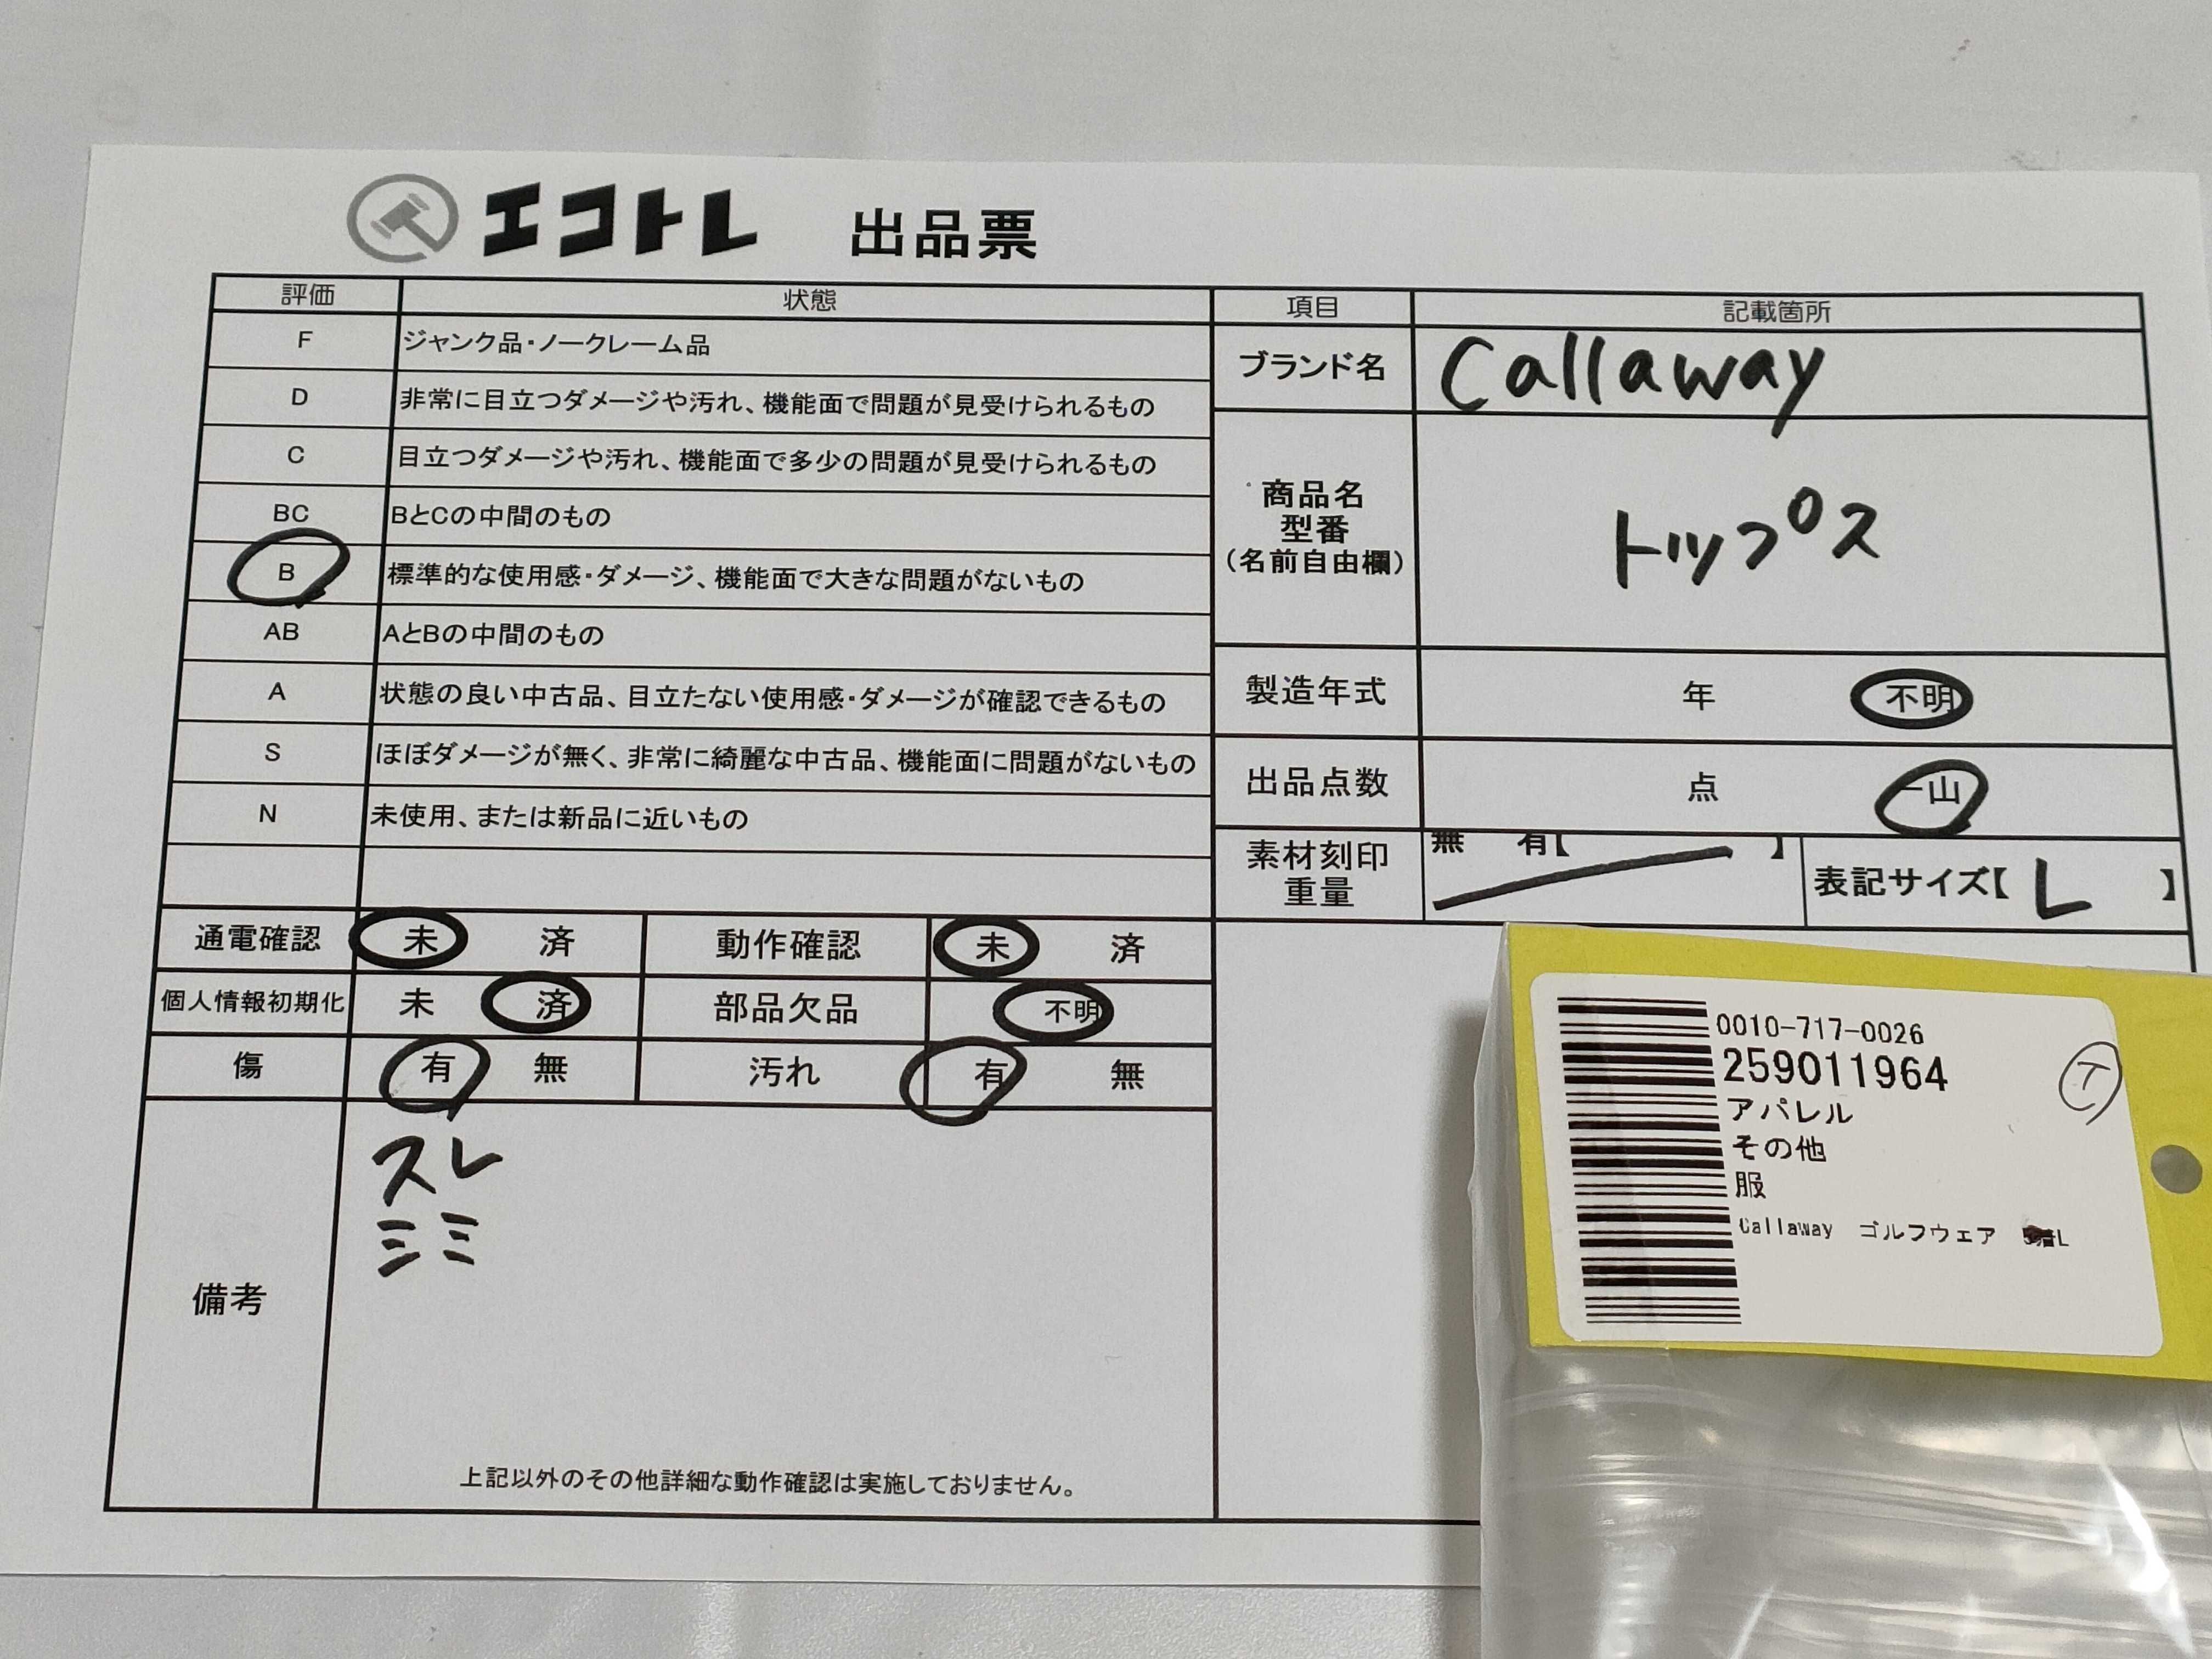 エコトレ 出品票
評価 状態 項目 記載箇所
F ジャンク品・ノークレーム品
D 非常に目立つダメージや汚れ、機能面で問題が見受けられるもの
C 目立つダメージや汚れ、機能面で多少の問題が見受けられるもの
BC BとCの中間のもの
B 標準的な使用感・ダメージ、機能面で大きな問題がないもの
AB AとBの中間のもの
A 状態の良い中古品、目立たない使用感・ダメージが確認できるもの
S ほぼダメージが無く、非常に綺麗な中古品、機能面に問題がないもの
N 未使用、または新品に近いもの
ブランド名 Callaway
商品名
型番
(名前自由欄)
トップス
製造年式 年 不明
出品点数 点 一山
素材刻印
重量
無 有【 】 表記サイズ【 L 】
通電確認 未 済 動作確認 未 済
個人情報初期化 未 済 部品欠品 不明
傷 有 無 汚れ 有 無
備考
スレ
ミミ
上記以外のその他詳細な動作確認は実施しておりません。
0010-717-0026
259011964
T
アパレル
その他
服
Callaway ゴルフウェア L